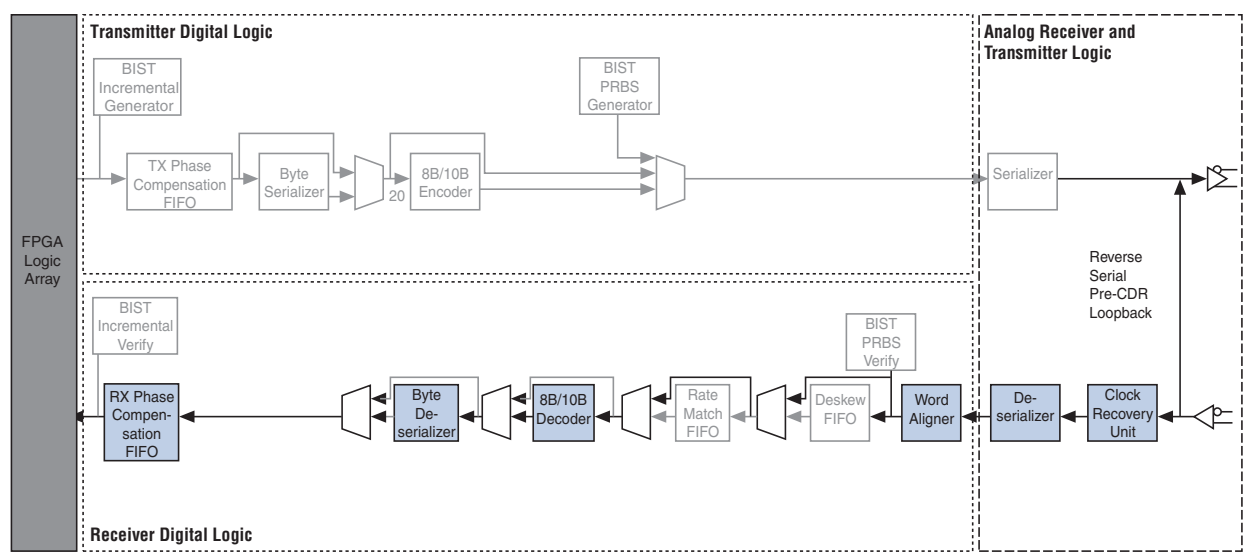 Transmitter Digital Logic
Analog Receiver and
Transmitter Logic
BIST
Incremental
Generator
BIST
PRBS
Generator
TX Phase
Compensation
FIFO
Byte
Serializer
20
8B/10B
Encoder
Serializer
FPGA
Logic
Array
Reverse
Serial
Pre-CDR
Loopback
BIST
Incremental
Verify
BIST
PRBS
Verify
RX Phase
Compen-
sation
FIFO
Byte
De-
serializer
8B/10B
Decoder
Rate
Match
FIFO
Deskew
FIFO
Word
Aligner
De-
serializer
Clock
Recovery
Unit
Receiver Digital Logic